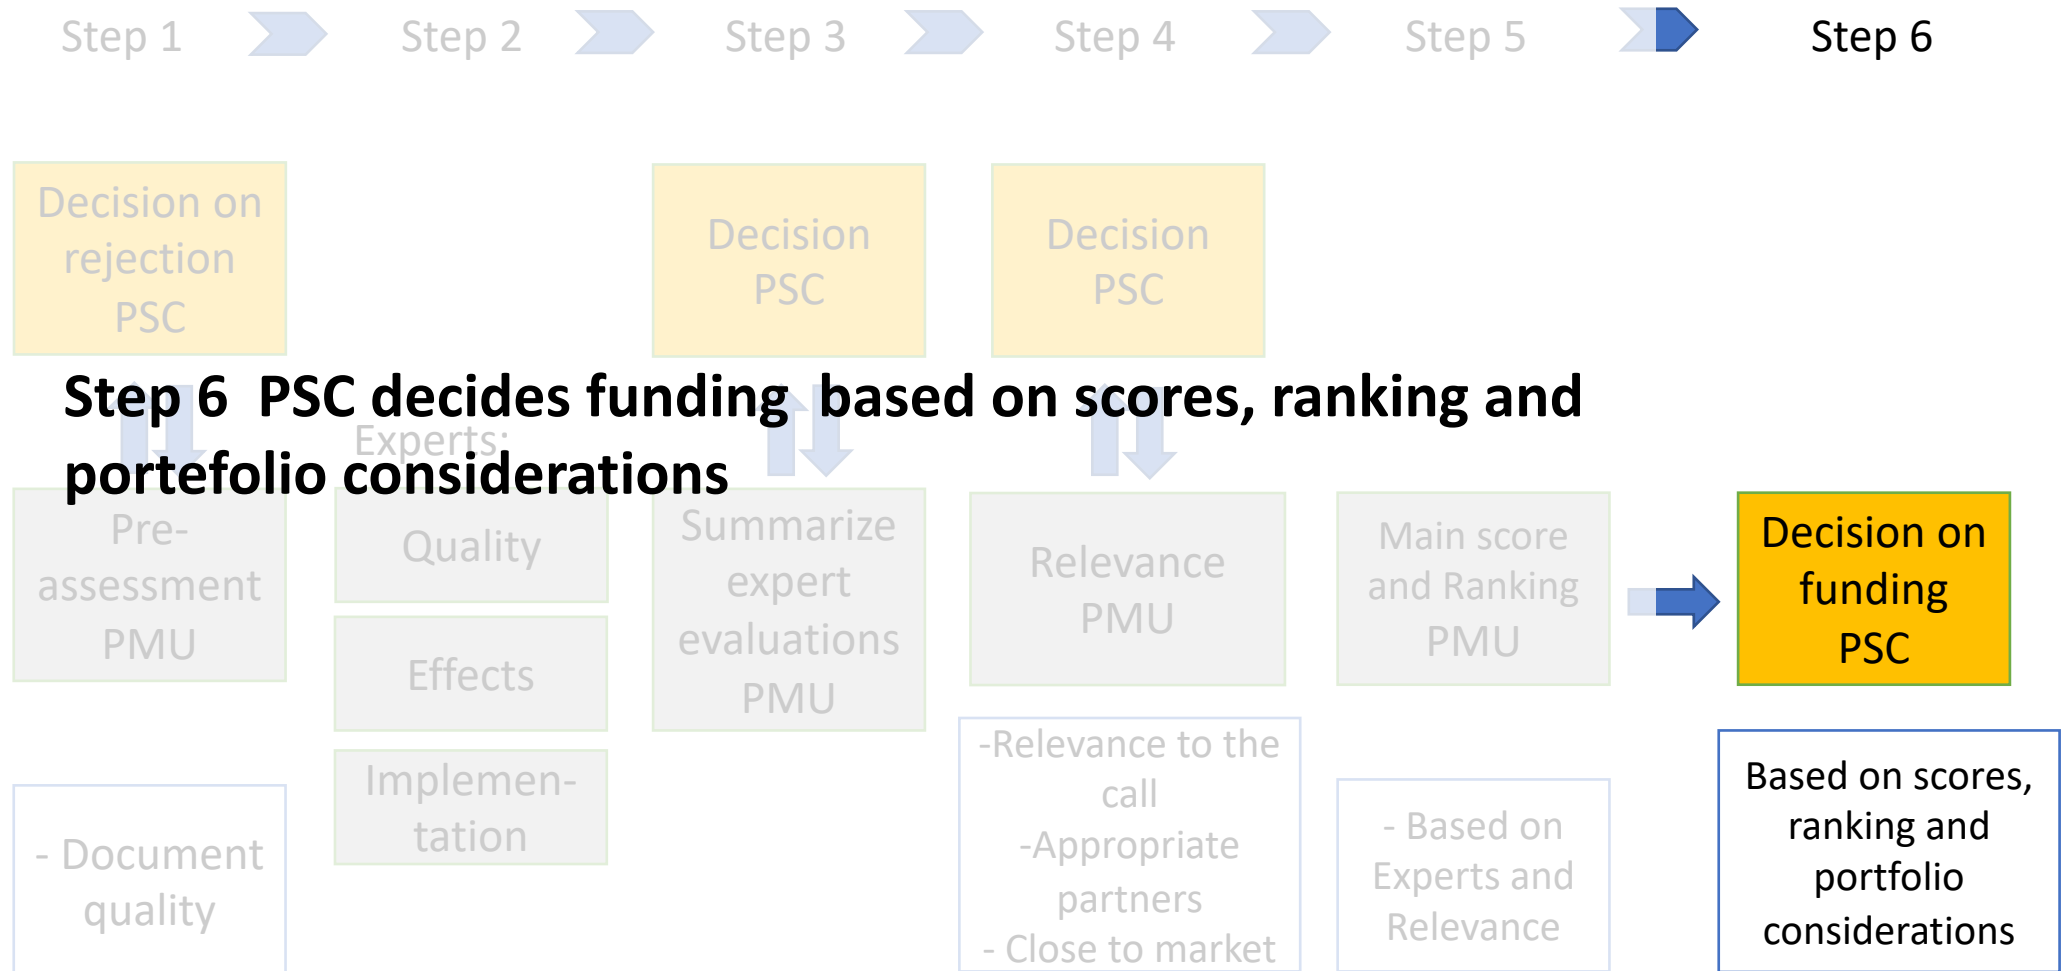 Step 1
Step 2
Step 3
Step 4
Step 5
Step 6
Decision on
rejection
PSC
Decision
PSC
Decision
PSC
Step 6  PSC decides funding  based on scores, ranking and
portefolio considerations
Experts:
Pre-
assessment
PMU
Quality
Effects
Implemen-
tation
Summarize
expert
evaluations
PMU
Relevance
PMU
Main score
and Ranking
PMU
Decision on
funding
PSC
- Document
quality
-Relevance to the
call
-Appropriate
partners
- Close to market
- Based on
Experts and
Relevance
Based on scores,
ranking and
portfolio
considerations